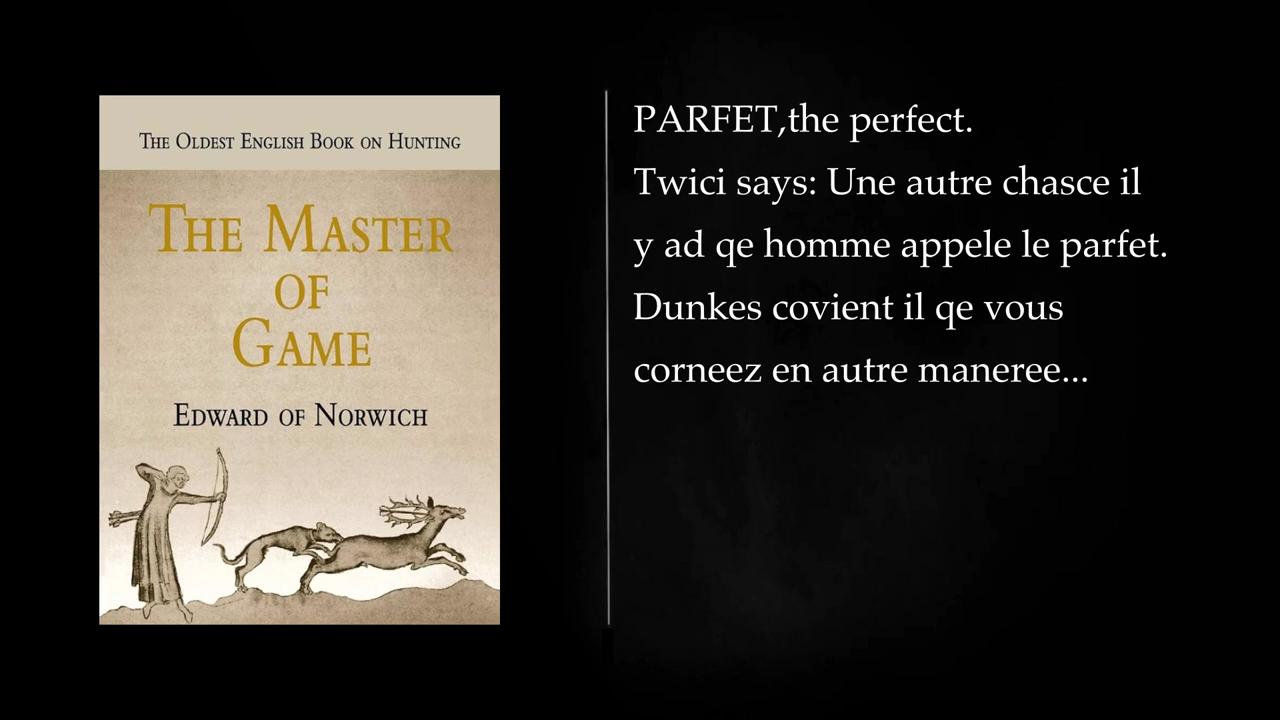 THE OLDEST ENGLISH BOOK ON HUNTING
THE MASTER
OF
GAME
EDWARD OF NORWICH
PARFET,the perfect.
Twici says: Une autre chasce il
y ad qe homme appele le parfet.
Dunkes covient il qe vous
corneez en autre maneree...